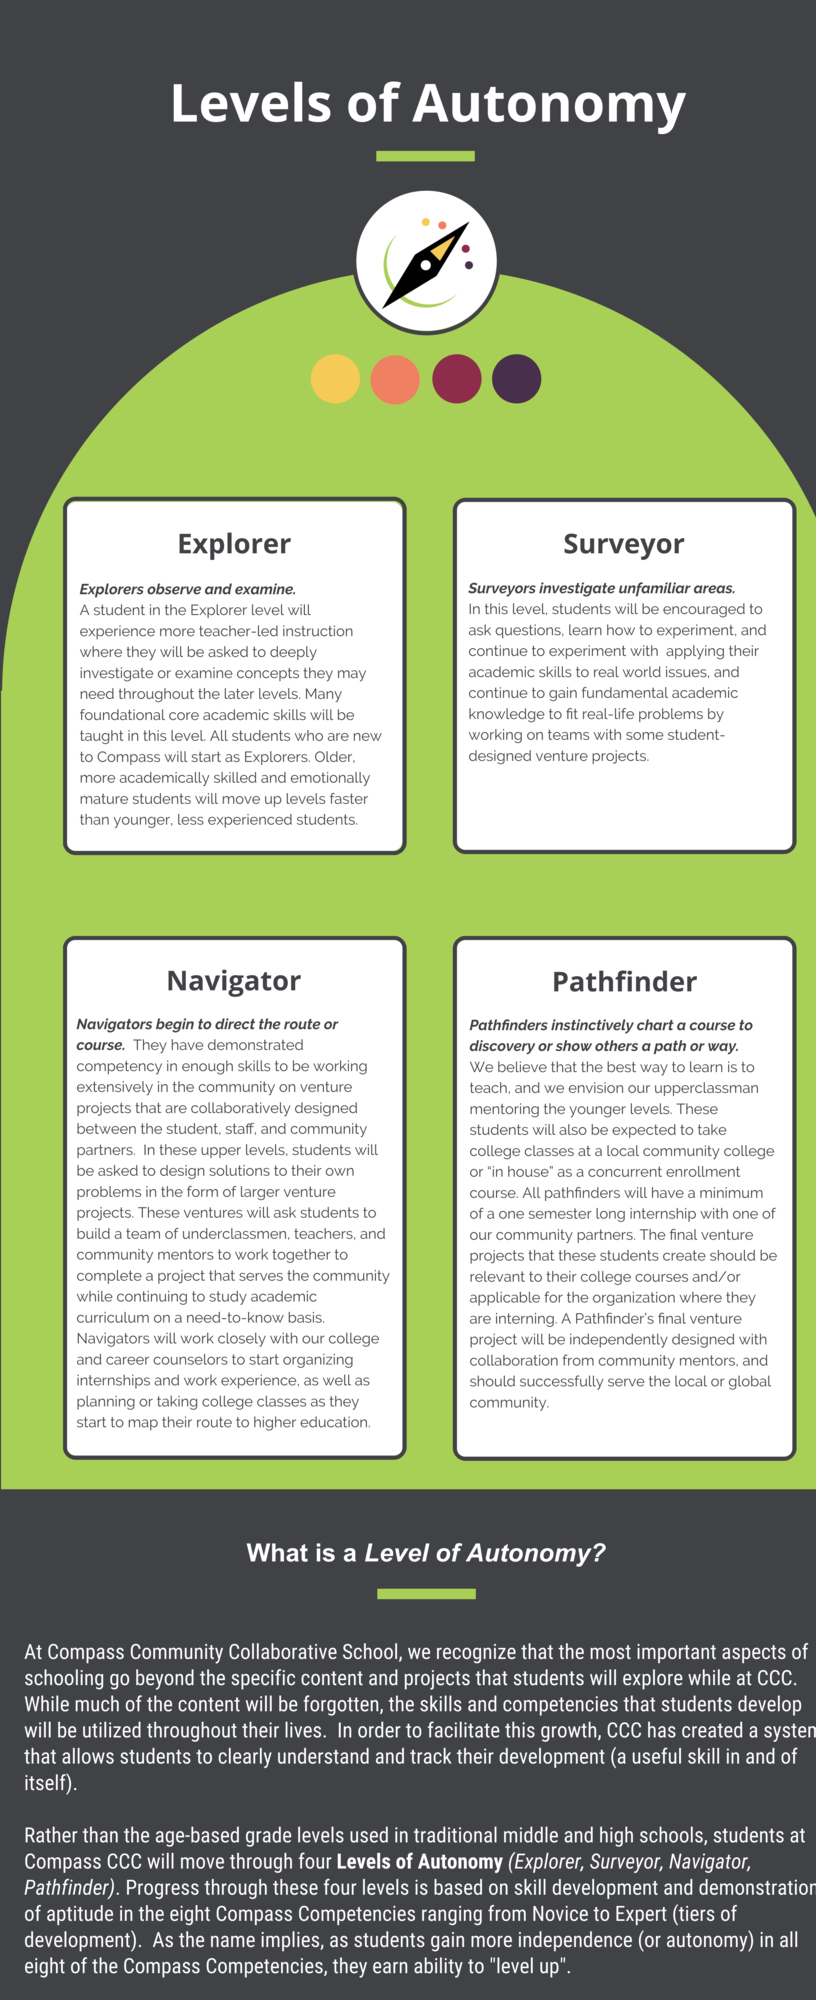 Levels of Autonomy
Explorer
Explorers observe and examine.
A student in the Explorer level will
experience more teacher-led instruction
where they will be asked to deeply
investigate or examine concepts they may
need throughout the later levels. Many
foundational core academic skills will be
taught in this level. All students who are new
to Compass will start as Explorers. Older,
more academically skilled and emotionally
mature students will move up levels faster
than younger, less experienced students.
Surveyor
Surveyors investigate unfamiliar areas.
In this level, students will be encouraged to
ask questions, learn how to experiment, and
continue to experiment with  applying their
academic skills to real world issues, and
continue to gain fundamental academic
knowledge to fit real-life problems by
working on teams with some student-
designed venture projects.
Navigator
Navigators begin to direct the route or
course.  They have demonstrated
competency in enough skills to be working
extensively in the community on venture
projects that are collaboratively designed
between the student, staff, and community
partners.  In these upper levels, students will
be asked to design solutions to their own
problems in the form of larger venture
projects. These ventures will ask students to
build a team of underclassmen, teachers, and
community mentors to work together to
complete a project that serves the community
while continuing to study academic
curriculum on a need-to-know basis.
Navigators will work closely with our college
and career counselors to start organizing
internships and work experience, as well as
planning or taking college classes as they
start to map their route to higher education.
Pathfinder
Pathfinders instinctively chart a course to
discovery or show others a path or way.
We believe that the best way to learn is to
teach, and we envision our upperclassman
mentoring the younger levels. These
students will also be expected to take
college classes at a local community college
or “in house” as a concurrent enrollment
course. All pathfinders will have a minimum
of a one semester long internship with one of
our community partners. The final venture
projects that these students create should be
relevant to their college courses and/or
applicable for the organization where they
are interning. A Pathfinder’s final venture
project will be independently designed with
collaboration from community mentors, and
should successfully serve the local or global
community.
What is a Level of Autonomy?
At Compass Community Collaborative School, we recognize that the most important aspects of
schooling go beyond the specific content and projects that students will explore while at CCC.
While much of the content will be forgotten, the skills and competencies that students develop
will be utilized throughout their lives.  In order to facilitate this growth, CCC has created a system
that allows students to clearly understand and track their development (a useful skill in and of
itself).
Rather than the age-based grade levels used in traditional middle and high schools, students at
Compass CCC will move through four Levels of Autonomy (Explorer, Surveyor, Navigator,
Pathfinder). Progress through these four levels is based on skill development and demonstration
of aptitude in the eight Compass Competencies ranging from Novice to Expert (tiers of
development).  As the name implies, as students gain more independence (or autonomy) in all
eight of the Compass Competencies, they earn ability to "level up".